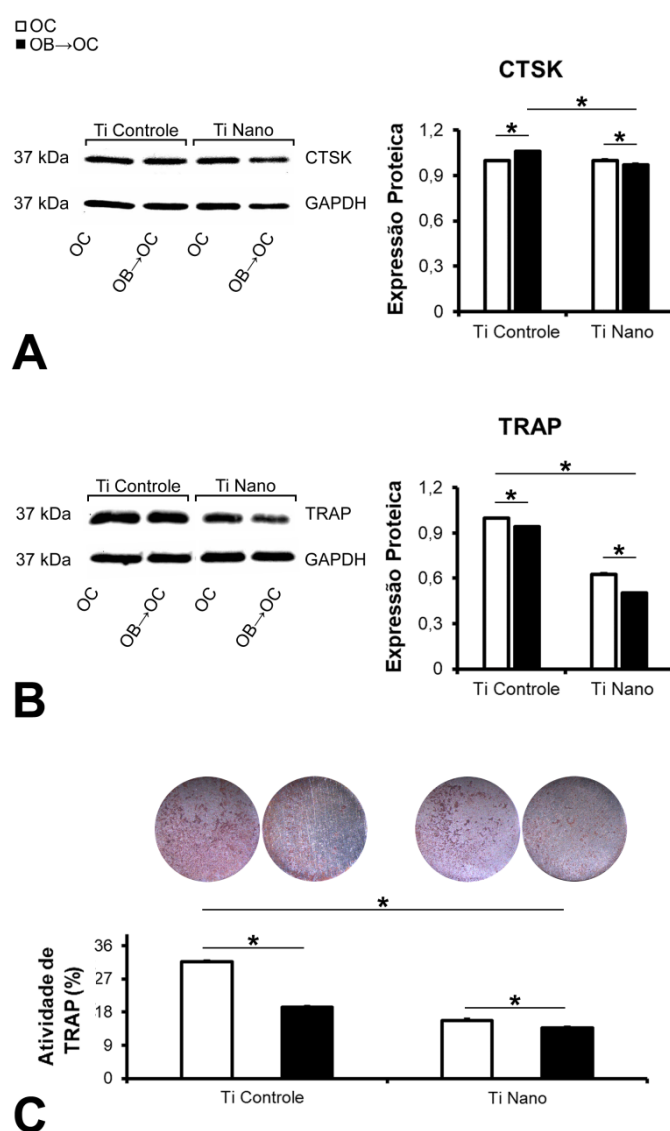 OC
OB→OC
CTSK
Ti Controle Ti Nano
37 kDa CTSK
37 kDa GAPDH
OC OB→OC OC OB→OC
Expressão Proteica
1,2
0,9
0,6
0,3
0
* * *
Ti Controle Ti Nano
A
TRAP
Ti Controle Ti Nano
37 kDa TRAP
37 kDa GAPDH
OC OB→OC OC OB→OC
Expressão Proteica
1,2
0,9
0,6
0,3
0
* * *
Ti Controle Ti Nano
B
Atividade de
TRAP (%)
36
27
18
9
0
* * *
Ti Controle Ti Nano
C